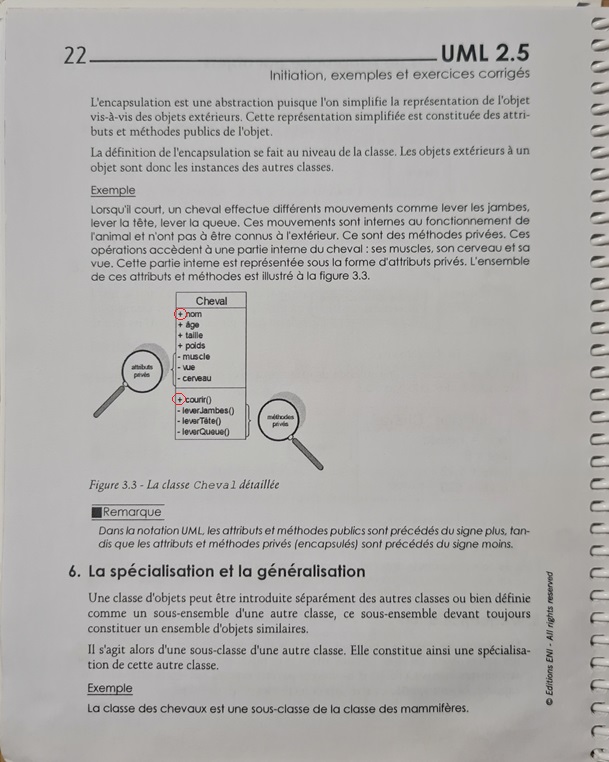 22
UML 2.5
Initiation, exemples et exercices corrigés
L'encapsulation est une abstraction puisque l'on simplifie la représentation de l'objet
vis-à-vis des objets extérieurs. Cette représentation simplifiée est constituée des attri-
buts et méthodes publics de l'objet.
La définition de l'encapsulation se fait au niveau de la classe. Les objets extérieurs à un
objet sont donc les instances des autres classes.
Exemple
Lorsqu'il court, un cheval effectue différents mouvements comme lever les jambes,
lever la tête, lever la queue. Ces mouvements sont internes au fonctionnement de
l'animal et n'ont pas à être connus à l'extérieur. Ce sont des méthodes privées. Ces
opérations accèdent à une partie interne du cheval : ses muscles, son cerveau et sa
vue. Cette partie interne est représentée sous la forme d'attributs privés. L'ensemble
de ces attributs et méthodes est illustré à la figure 3.3.
Cheval
+ nom
+ âge
+ taille
+ poids
- muscle
- vue
- cerveau
attributs
privés
+ courir()
- leverJambes()
- leverTête()
- leverQueue()
méthodes
privés
Figure 3.3 - La classe Cheval détaillée
Remarque
Dans la notation UML, les attributs et méthodes publics sont précédés du signe plus, tan-
dis que les attributs et méthodes privés (encapsulés) sont précédés du signe moins.
6. La spécialisation et la généralisation
Une classe d'objets peut être introduite séparément des autres classes ou bien définie
comme un sous-ensemble d'une autre classe, ce sous-ensemble devant toujours
constituer un ensemble d'objets similaires.
Il s'agit alors d'une sous-classe d'une autre classe. Elle constitue ainsi une spécialisa-
tion de cette autre classe.
Exemple
La classe des chevaux est une sous-classe de la classe des mammifères.
© Editions ENI - All rights reserved